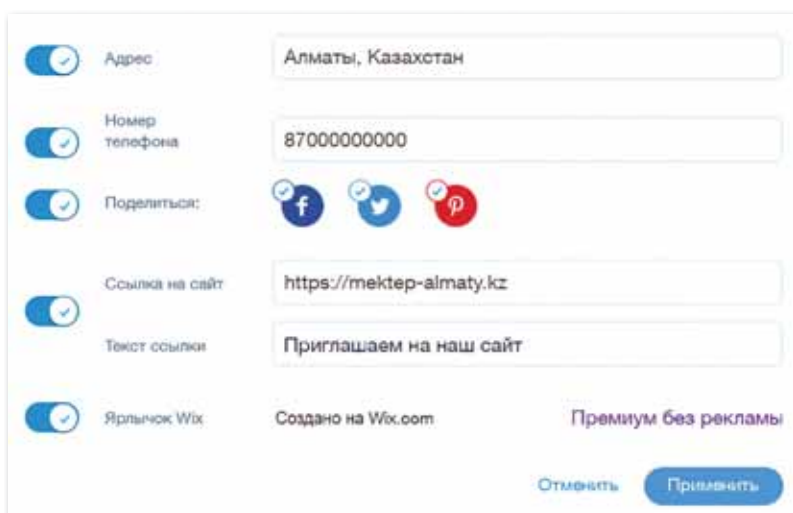 Адрес
Алматы, Казахстан
Номер
телефона
87000000000
Поделиться:
Ссылка на сайт
https://mektep-almaty.kz
Текст ссылки
Приглашаем на наш сайт
Ярлычок Wix
Создано на Wix.com
Премиум без рекламы
Отменить
Применить